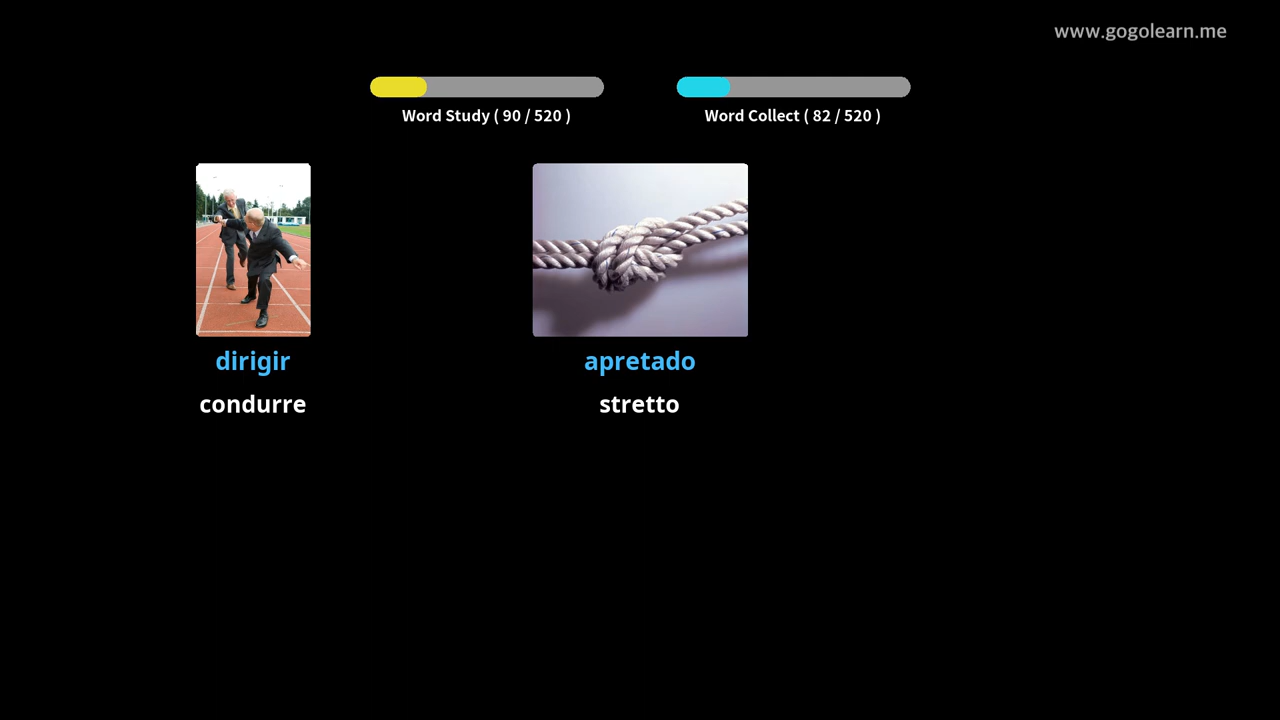 www.gogolearn.me
Word Study ( 90 / 520 )
Word Collect ( 82 / 520 )
dirigir
condurre
apretado
stretto